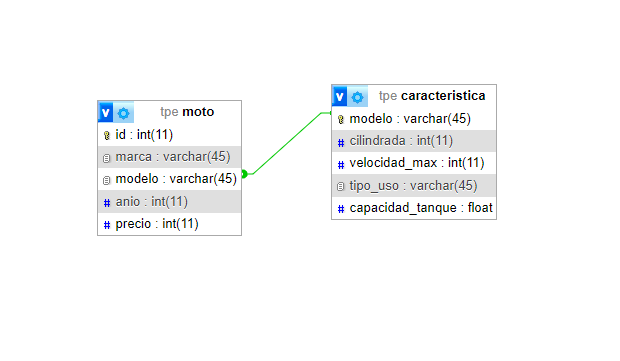 v tpe moto
id : int(11)
marca : varchar(45)
modelo : varchar(45)
# anio : int(11)
# precio : int(11)
v tpe caracteristica
modelo : varchar(45)
# cilindrada : int(11)
# velocidad_max : int(11)
tipo_uso : varchar(45)
# capacidad_tanque : float